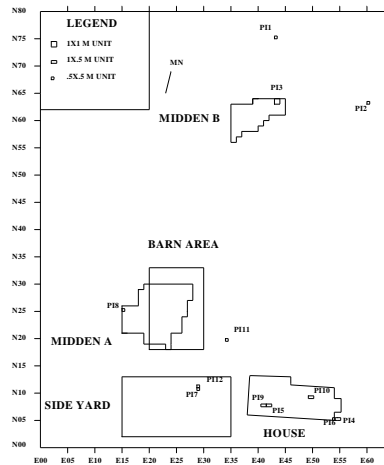 N80
N75
N70
N65
N60
N55
N50
N45
N40
N35
N30
N25
N20
N15
N10
N05
N00
LEGEND
1X1 M UNIT
1X.5 M UNIT
.5X.5 M UNIT
MN
PI1
PI3
PI2
MIDDEN B
BARN AREA
PI8
MIDDEN A
PI11
PI12
PI7
SIDE YARD
PI10
PI9
PI5
PI6
PI4
HOUSE
E00 E05 E10 E15 E20 E25 E30 E35 E40 E45 E50 E55 E60